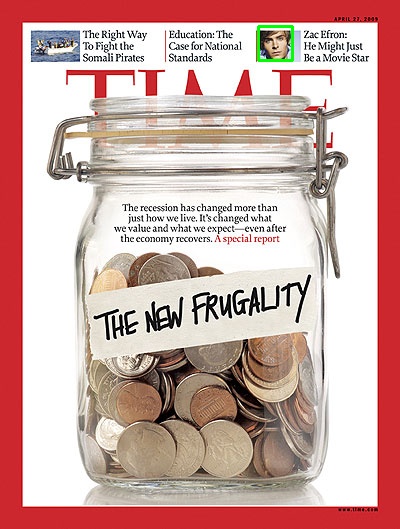 APRIL 27, 2009
The Right Way
To Fight the
Somali Pirates
Education: The
Case for National
Standards
Zac Efron:
He Might Just
Be a Movie Star
TIME
The recession has changed more than
just how we live. It's changed what
we value and what we expect—even after
the economy recovers. A special report
THE NEW FRUGALITY
www.time.com